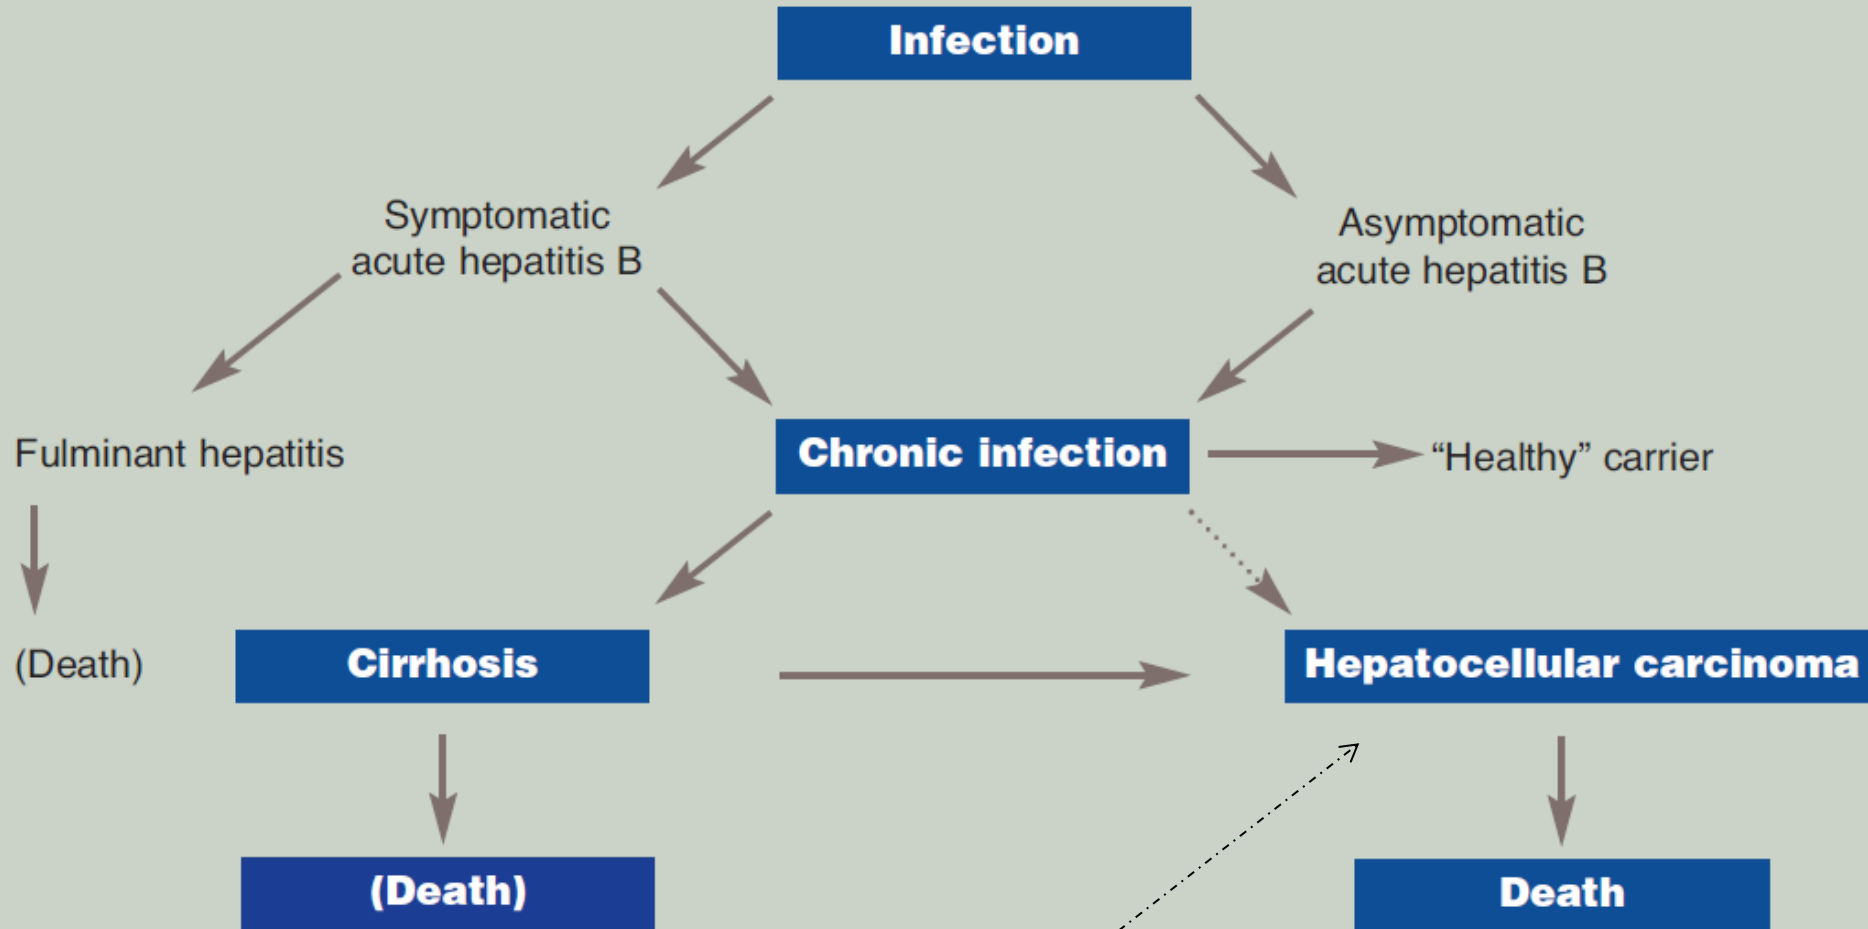 Infection
Symptomatic
acute hepatitis B
Asymptomatic
acute hepatitis B
Fulminant hepatitis
Chronic infection
“Healthy” carrier
(Death)
Cirrhosis
Hepatocellular carcinoma
(Death)
Death